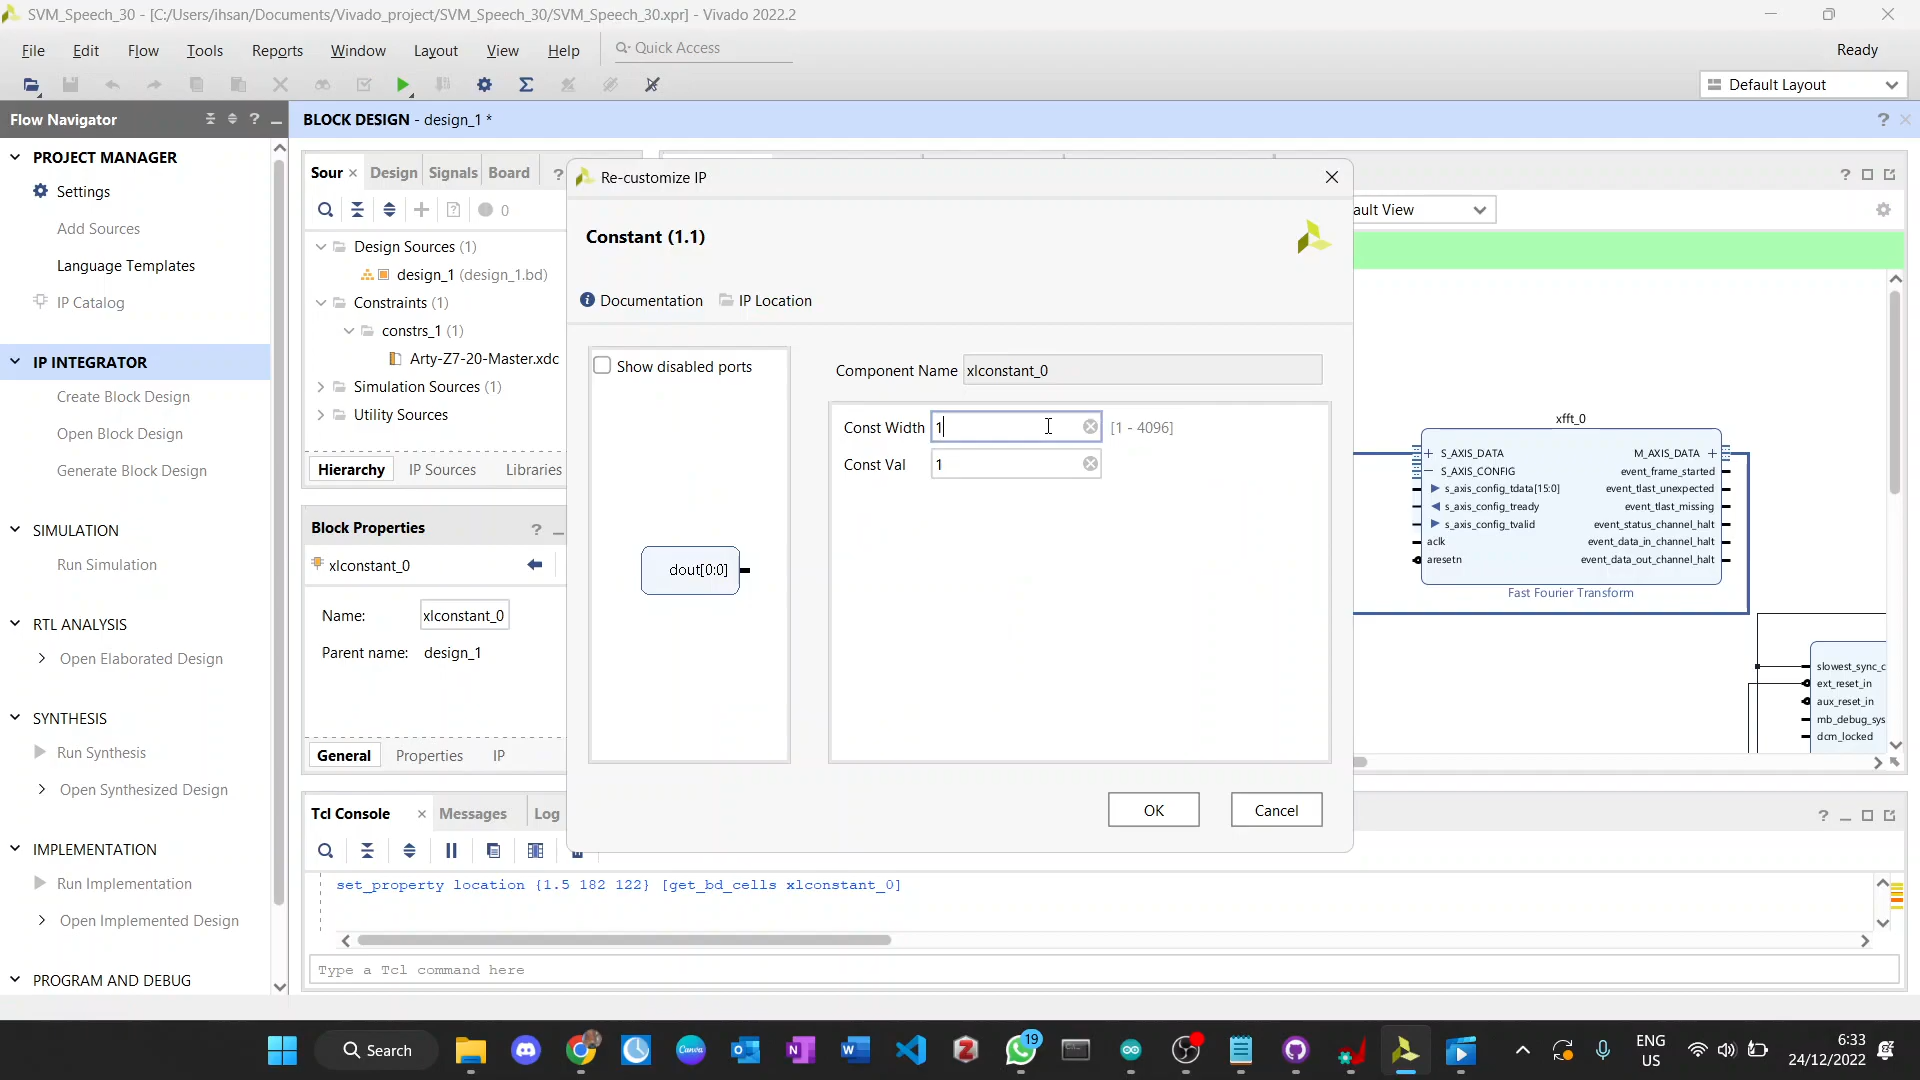 SVM_Speech_30 - [C:/Users/ihsan/Documents/Vivado_project/SVM_Speech_30/SVM_Speech_30.xpr] - Vivado 2022.2
File Edit Flow Tools Reports Window Layout View Help Quick Access Ready
Default Layout
Flow Navigator ? BLOCK DESIGN - design_1 * ?
PROJECT MANAGER
Settings
Add Sources
Language Templates
IP Catalog
IP INTEGRATOR
Create Block Design
Open Block Design
Generate Block Design
SIMULATION
Run Simulation
RTL ANALYSIS
Open Elaborated Design
SYNTHESIS
Run Synthesis
Open Synthesized Design
IMPLEMENTATION
Run Implementation
Open Implemented Design
PROGRAM AND DEBUG
Sour Design Signals Board ?
0
Design Sources (1)
design_1 (design_1.bd)
Constraints (1)
constrs_1 (1)
Arty-Z7-20-Master.xdc
Simulation Sources (1)
Utility Sources
Hierarchy IP Sources Libraries
Block Properties ?
xlconstant_0
Name: xlconstant_0
Parent name: design_1
General Properties IP
Re-customize IP
Constant (1.1)
Documentation IP Location
Show disabled ports
dout[0:0]
Component Name xlconstant_0
Const Width 1 [1 - 4096]
Const Val 1
OK Cancel
?
ault View
xfft_0
S_AXIS_DATA M_AXIS_DATA
S_AXIS_CONFIG event_frame_started
s_axis_config_tdata[15:0] event_tlast_unexpected
s_axis_config_tready event_tlast_missing
s_axis_config_tvalid event_status_channel_halt
aclk event_data_in_channel_halt
aresetn event_data_out_channel_halt
Fast Fourier Transform
slowest_sync_c
ext_reset_in
aux_reset_in
mb_debug_sys
dcm_locked
Tcl Console Messages Log ?
set_property location {1.5 182 122} [get_bd_cells xlconstant_0]
Type a Tcl command here
Search Canva 19 ENG
US
6:33
24/12/2022